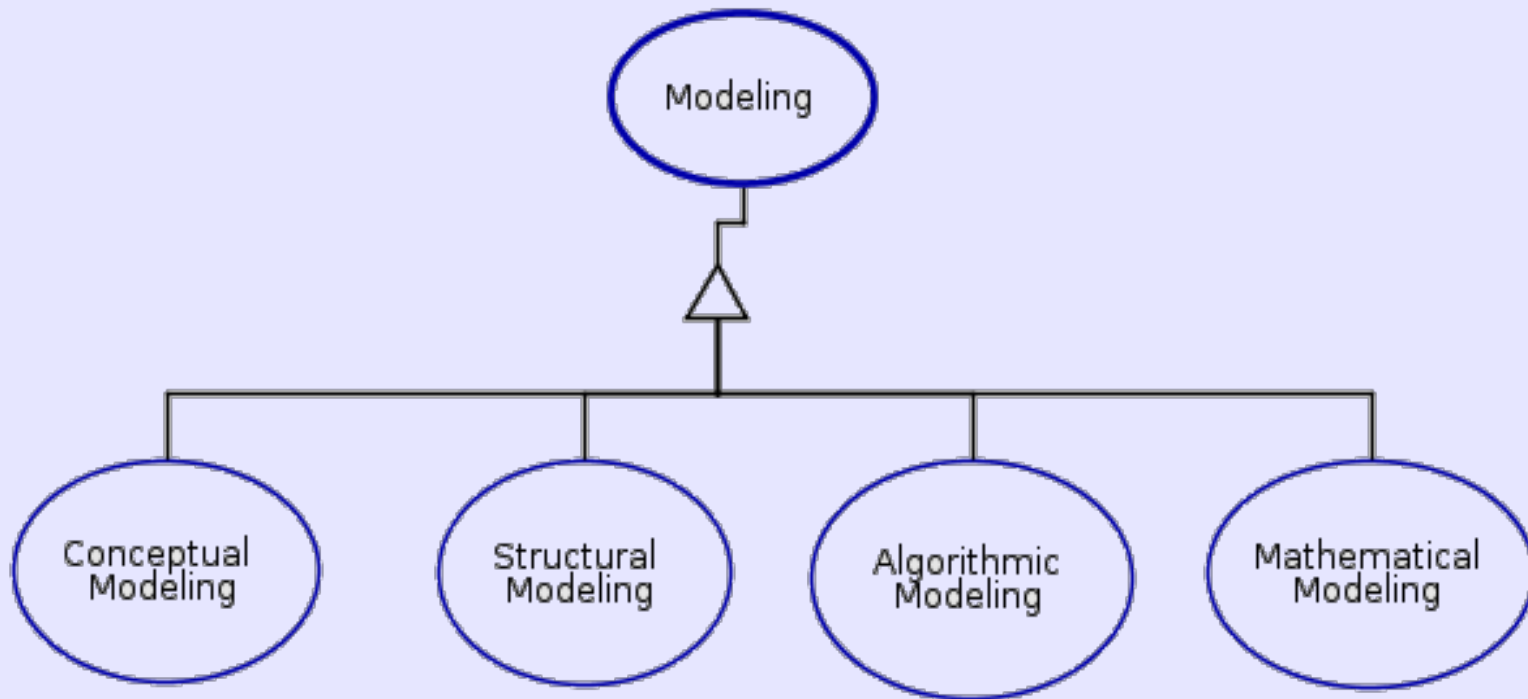 Modeling
Conceptual
Modeling
Structural
Modeling
Algorithmic
Modeling
Mathematical
Modeling